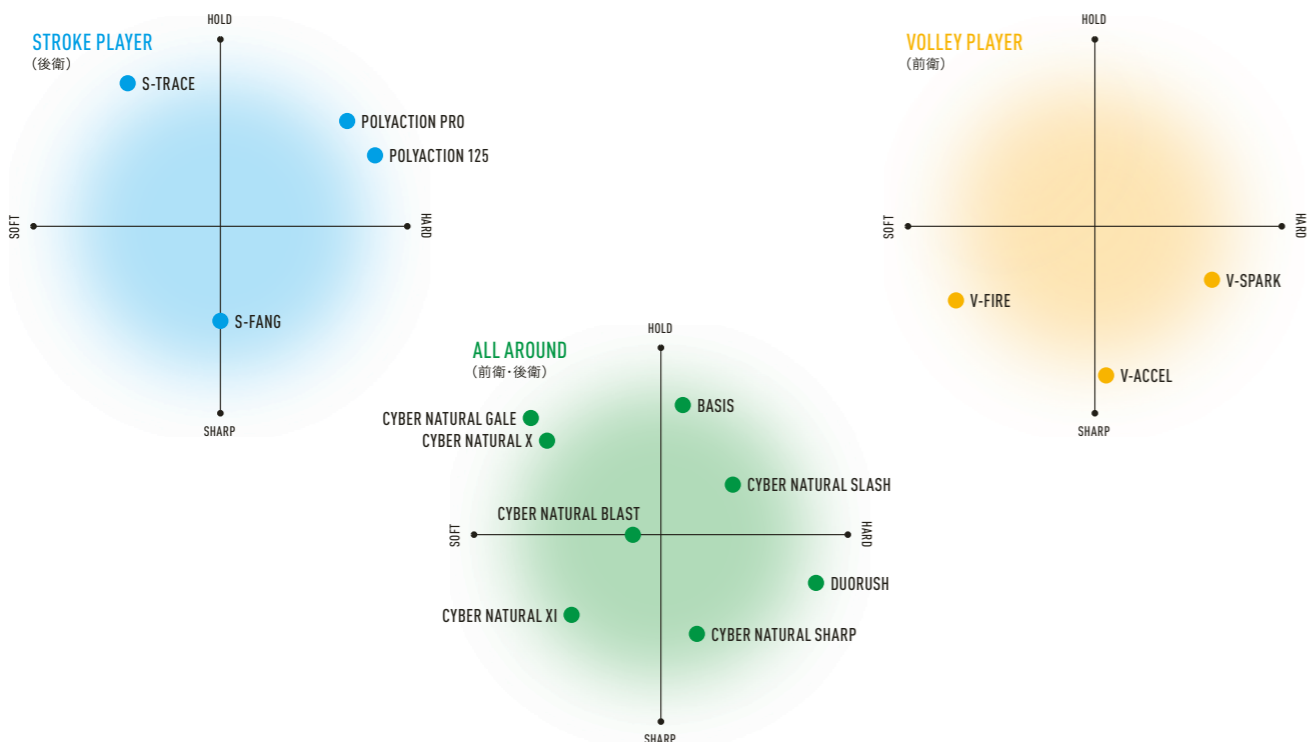 STROKE PLAYER
(後衛)
HOLD
S-TRACE
POLYACTION PRO
POLYACTION 125
SOFT
HARD
S-FANG
SHARP
VOLLEY PLAYER
(前衛)
HOLD
SOFT
HARD
V-SPARK
V-FIRE
V-ACCEL
SHARP
ALL AROUND
(前衛・後衛)
HOLD
BASIS
CYBER NATURAL GALE
CYBER NATURAL X
CYBER NATURAL SLASH
CYBER NATURAL BLAST
SOFT
HARD
DUORUSH
CYBER NATURAL XI
CYBER NATURAL SHARP
SHARP